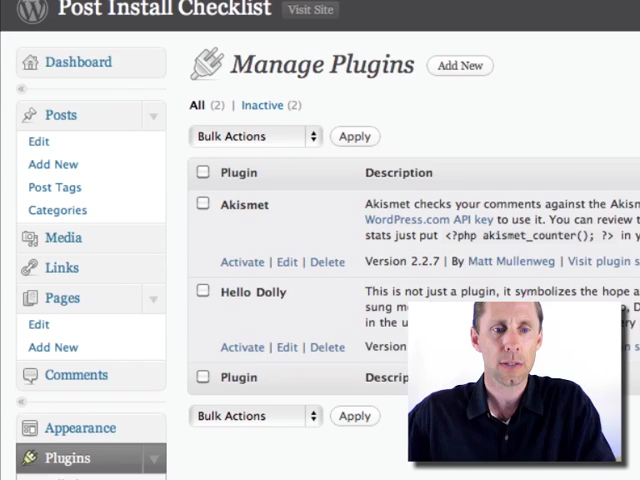 Post Install Checklist Visit Site
Dashboard
Posts
Edit
Add New
Post Tags
Categories
Media
Links
Pages
Edit
Add New
Comments
Appearance
Plugins
Manage Plugins Add New
All (2) | Inactive (2)
Bulk Actions Apply
Plugin Description
Akismet Akismet checks your comments against the
WordPress.com API key to use it. You can review
stats just put <?php akismet_counter(); ?> in
Activate | Edit | Delete Version 2.2.7 | By Matt Mullenweg | Visit plugin
Hello Dolly This is not just a plugin, it symbolizes the hope
sung
in the
Activate | Edit | Delete Version
Plugin
Bulk Actions Apply